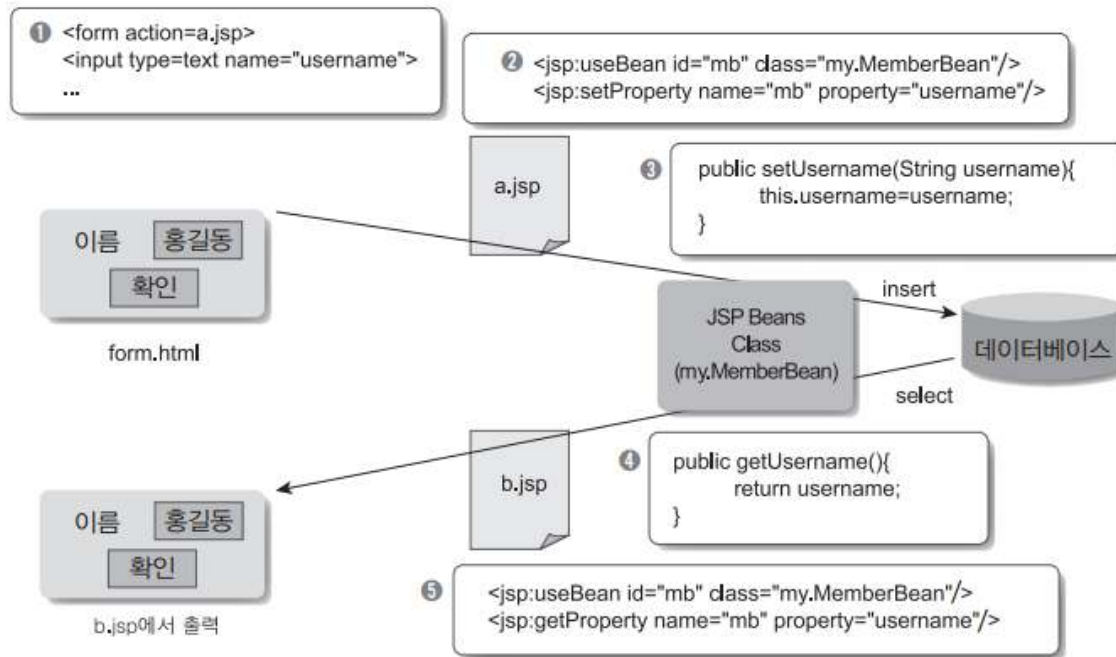 ❶ <form action=a.jsp>
<input type=text name="username">
...
❷ <jsp:useBean id="mb" class="my.MemberBean"/>
<jsp:setProperty name="mb" property="username"/>
a.jsp
❸ public setUsername(String username){
this.username=username;
}
이름 홍길동
확인
form.html
JSP Beans
Class
(my.MemberBean)
insert
데이터베이스
select
b.jsp
❹ public getUsername(){
return username;
}
이름 홍길동
확인
b.jsp에서 출력
❺ <jsp:useBean id="mb" class="my.MemberBean"/>
<jsp:getProperty name="mb" property="username"/>